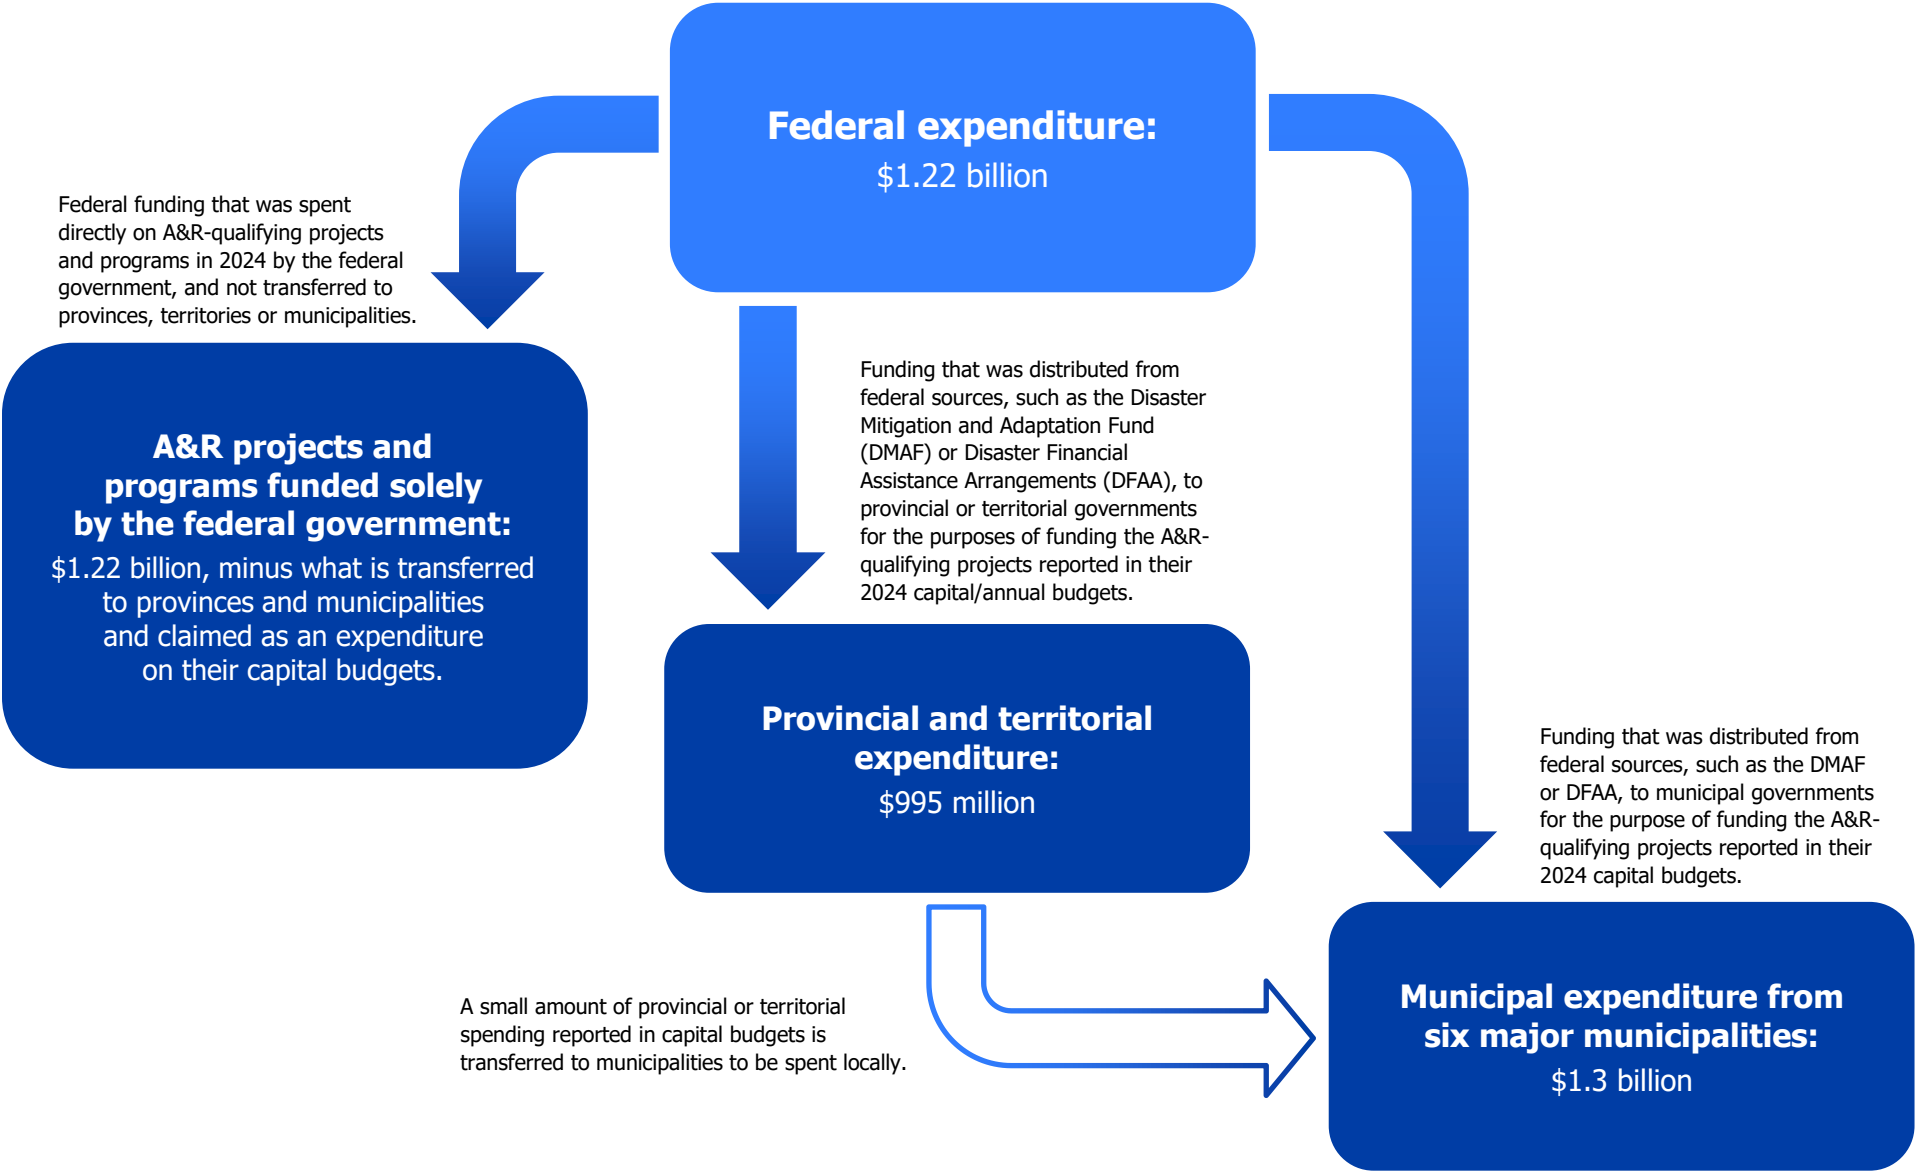 Federal expenditure:
$1.22 billion
Federal funding that was spent
directly on A&R-qualifying projects
and programs in 2024 by the federal
government, and not transferred to
provinces, territories or municipalities.
A&R projects and
programs funded solely
by the federal government:
$1.22 billion, minus what is transferred
to provinces and municipalities
and claimed as an expenditure
on their capital budgets.
Funding that was distributed from
federal sources, such as the Disaster
Mitigation and Adaptation Fund
(DMAF) or Disaster Financial
Assistance Arrangements (DFAA), to
provincial or territorial governments
for the purposes of funding the A&R-
qualifying projects reported in their
2024 capital/annual budgets.
Provincial and territorial
expenditure:
$995 million
Funding that was distributed from
federal sources, such as the DMAF
or DFAA, to municipal governments
for the purpose of funding the A&R-
qualifying projects reported in their
2024 capital budgets.
A small amount of provincial or territorial
spending reported in capital budgets is
transferred to municipalities to be spent locally.
Municipal expenditure from
six major municipalities:
$1.3 billion